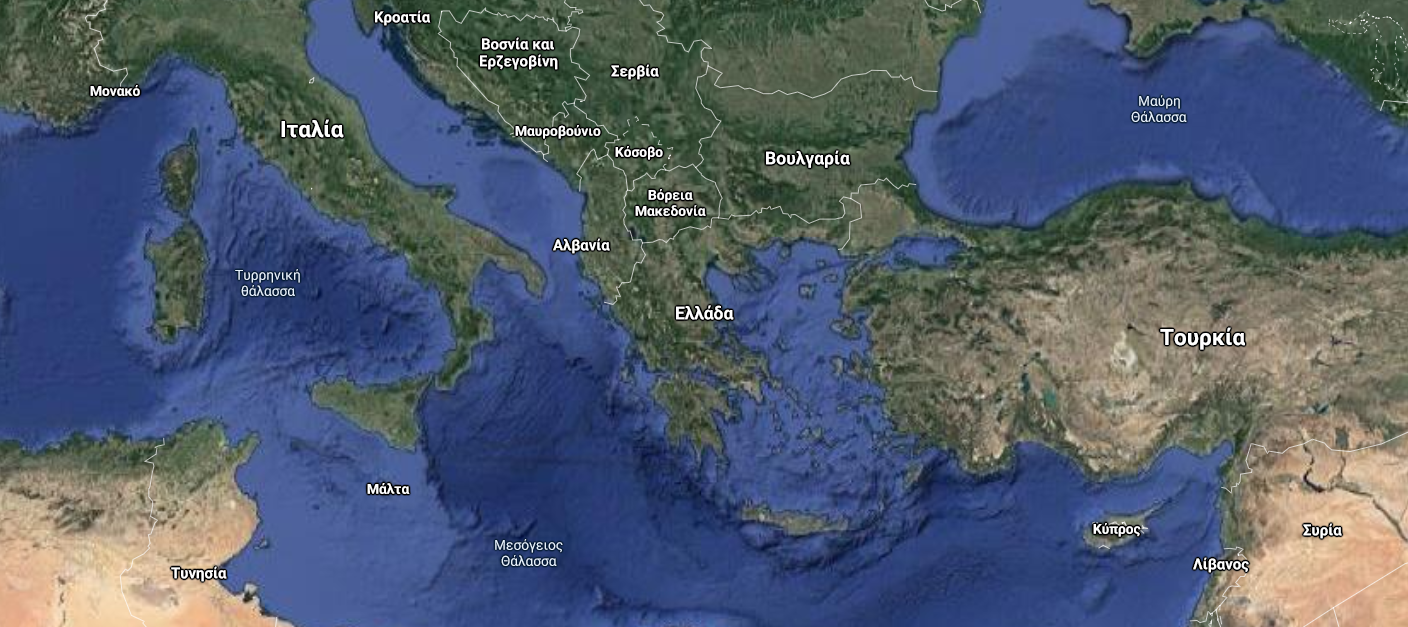 Κροατία
Βοσνία και
Ερζεγοβίνη
Σερβία
Μονακό
Μαύρη
Θάλασσα
Ιταλία
Μαυροβούνιο
Κόσοβο
Βουλγαρία
Βόρεια
Μακεδονία
Αλβανία
Τυρρηνική
θάλασσα
Ελλάδα
Τουρκία
Μάλτα
Κύπρος
Συρία
Μεσόγειος
Θάλασσα
Λίβανος
Τυνησία